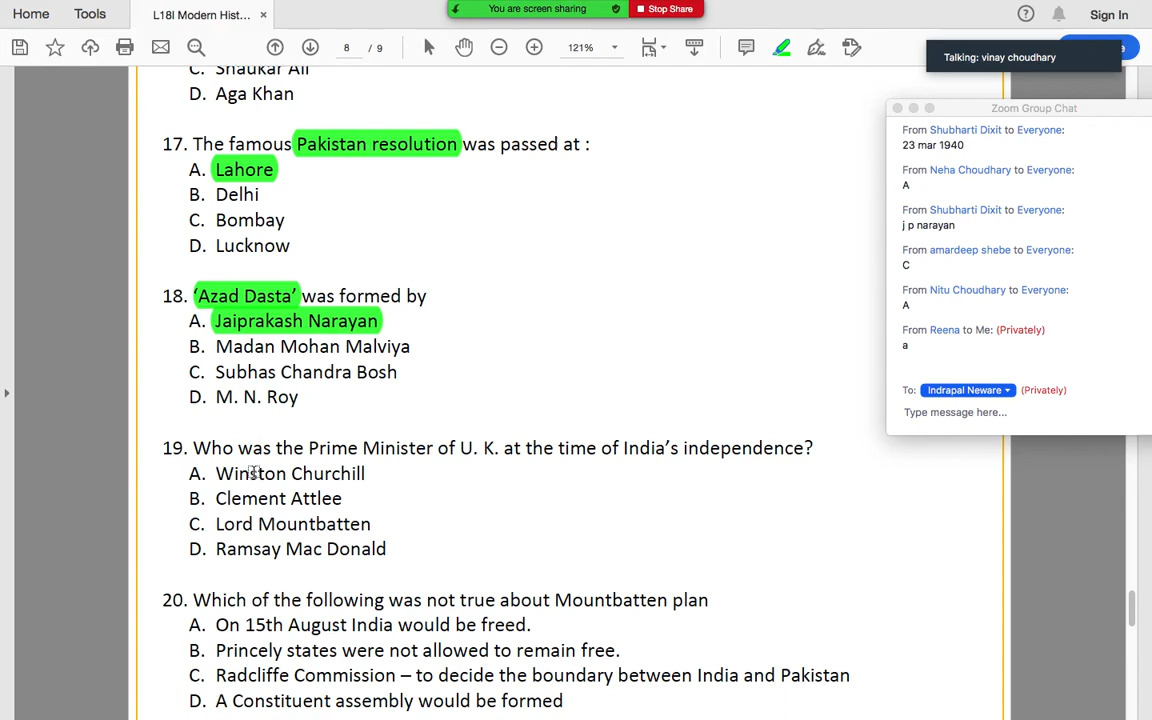 Home
Tools
L18I Modern Hist...
×
You are screen sharing
Stop Share
Sign In
8 / 9
121%
Talking: vinay choudhary
C. Shaukar Ali
D. Aga Khan
17. The famous Pakistan resolution was passed at :
A. Lahore
B. Delhi
C. Bombay
D. Lucknow
18. ‘Azad Dasta’ was formed by
A. Jaiprakash Narayan
B. Madan Mohan Malviya
C. Subhas Chandra Bosh
D. M. N. Roy
19. Who was the Prime Minister of U. K. at the time of India’s independence?
A. Winston Churchill
B. Clement Attlee
C. Lord Mountbatten
D. Ramsay Mac Donald
20. Which of the following was not true about Mountbatten plan
A. On 15th August India would be freed.
B. Princely states were not allowed to remain free.
C. Radcliffe Commission – to decide the boundary between India and Pakistan
D. A Constituent assembly would be formed
Zoom Group Chat
From Shubharti Dixit to Everyone:
23 mar 1940
From Neha Choudhary to Everyone:
A
From Shubharti Dixit to Everyone:
j p narayan
From amardeep shebe to Everyone:
C
From Nitu Choudhary to Everyone:
A
From Reena to Me: (Privately)
a
To: Indrapal Neware (Privately)
Type message here...